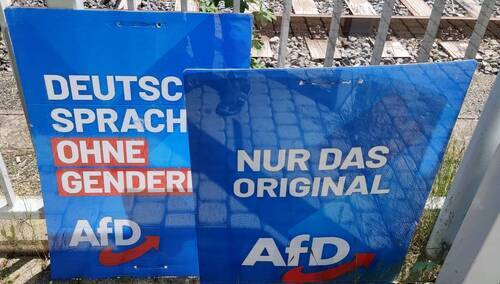 DEUTSC
SPRACH
OHNE
GENDER
AfD
NUR DAS
ORIGINAL
AfD